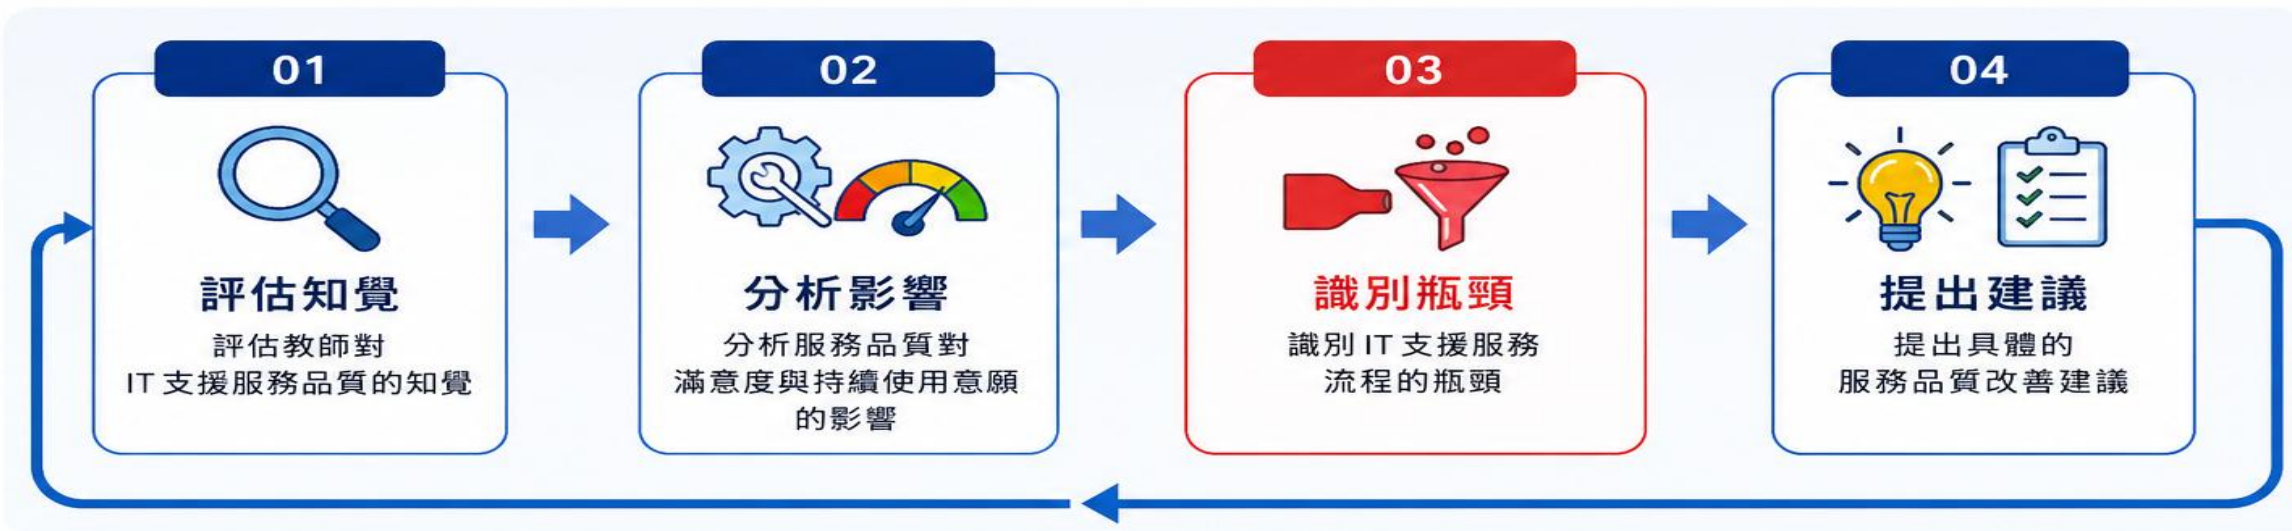 01
評估知覺
評估教師對
IT 支援服務品質的知覺
02
分析影響
分析服務品質對
滿意度與持續使用意願
的影響
03
識別瓶頸
識別 IT 支援服務
流程的瓶頸
04
提出建議
提出具體的
服務品質改善建議